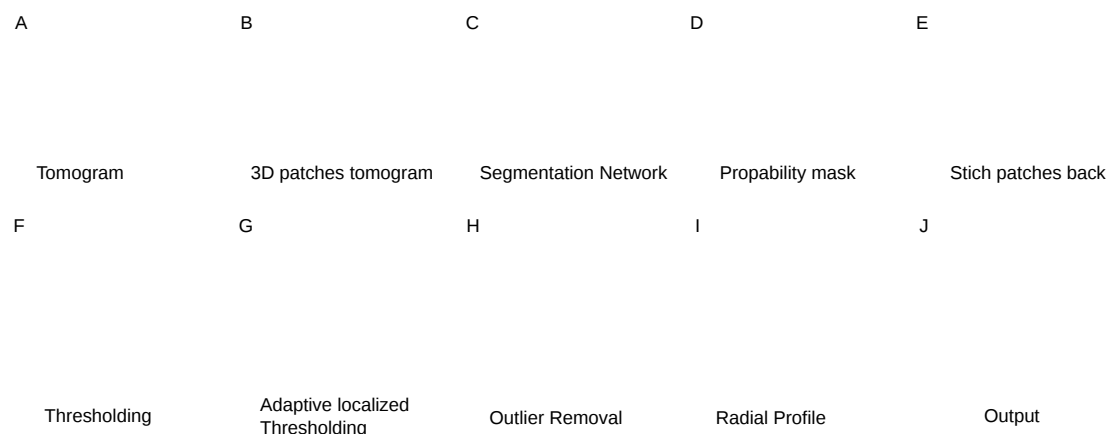 A B C D E
Tomogram 3D patches tomogram Segmentation Network Propability mask Stich patches back
F G H I J
Thresholding Adaptive localized Thresholding Outlier Removal Radial Profile Output